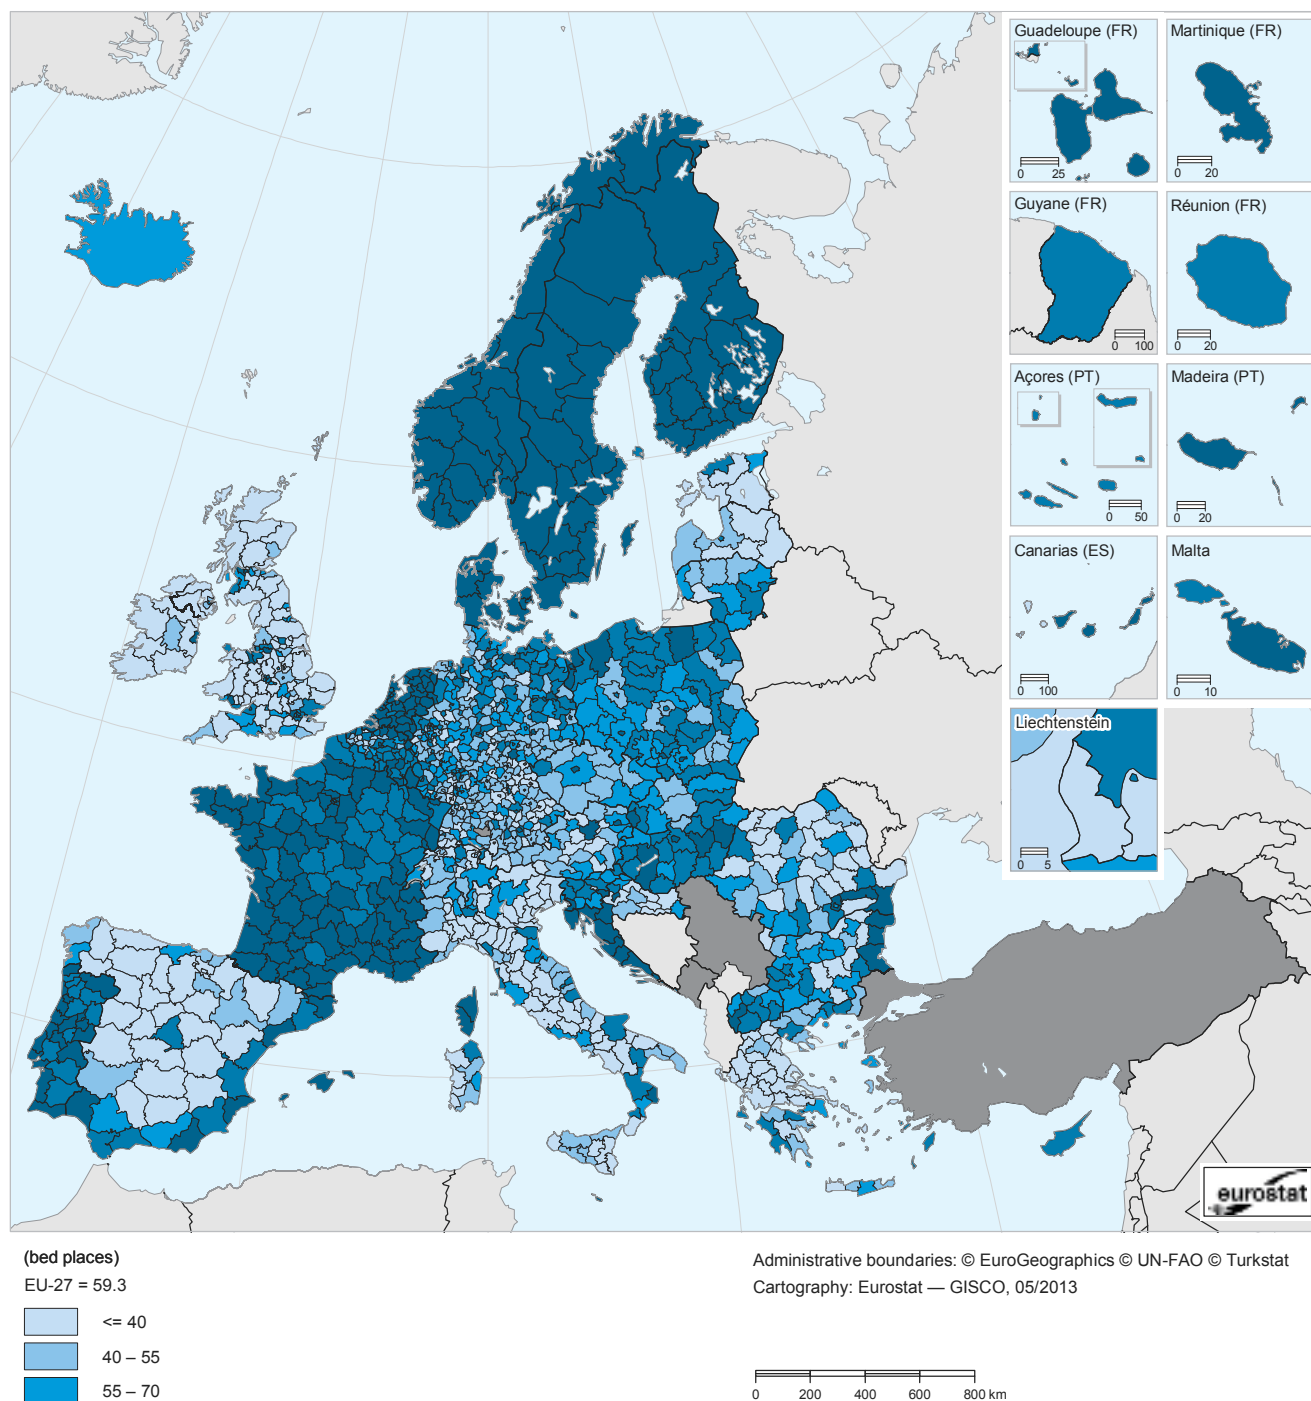 Guadeloupe (FR)
0 25
Martinique (FR)
0 20
Guyane (FR)
0 100
Réunion (FR)
0 20
Açores (PT)
0 50
Madeira (PT)
0 20
Canarias (ES)
0 100
Malta
0 10
Liechtenstein
0 5
eurostat
(bed places)
EU-27 = 59.3
<= 40
40 – 55
55 – 70
Administrative boundaries: © EuroGeographics © UN-FAO © Turkstat
Cartography: Eurostat — GISCO, 05/2013
0 200 400 600 800 km